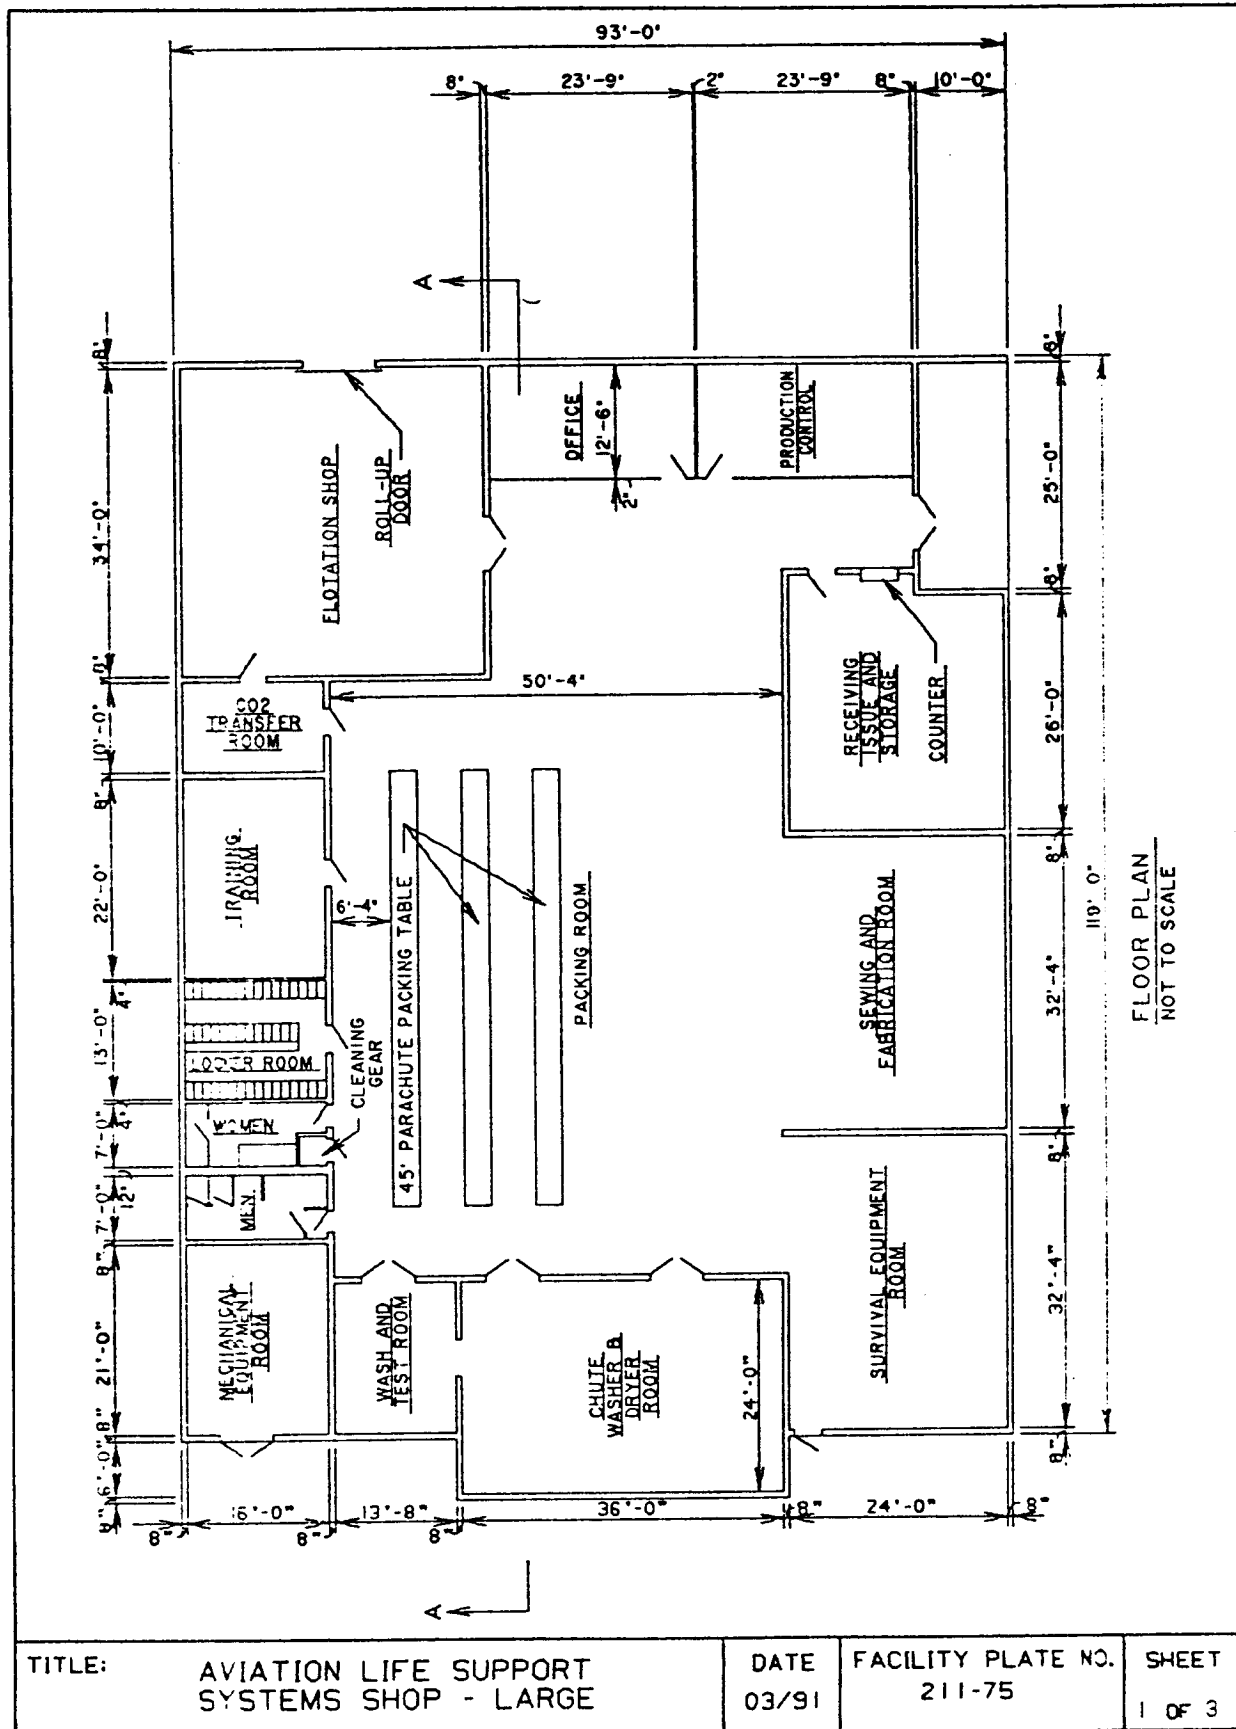 93'-0"
8"
23'-9"
2"
23'-9"
8"
10'-0"
A
8"
34'-0"
8"
10'-0"
8"
22'-0"
4"
13'-0"
4"
7'-0"
12"
7'-0"
8"
21'-0"
8"
6'-0"
8"
FLOTATION SHOP
ROLL-UP
DOOR
OFFICE
12'-6"
2"
PRODUCTION
CONTROL
8"
25'-0"
8"
26'-0"
8"
32'-4"
8"
32'-4"
8"
119' 0"
CO2
TRANSFER
ROOM
50'-4"
RECEIVING
ISSUE AND
STORAGE
COUNTER
TRAINING
ROOM
6'-4"
45' PARACHUTE PACKING TABLE
PACKING ROOM
SEWING AND
FABRICATION ROOM
FLOOR PLAN
NOT TO SCALE
ROOM
CLEANING
GEAR
WOMEN
MEN
MECHANICAL
EQUIPMENT
ROOM
WASH AND
TEST ROOM
CHUTE
WASHER &
DRYER
ROOM
24'-0"
SURVIVAL EQUIPMENT
ROOM
8"
16'-0"
8"
13'-8"
8"
36'-0"
8"
24'-0"
8"
A
TITLE:
AVIATION LIFE SUPPORT
SYSTEMS SHOP - LARGE
DATE
03/91
FACILITY PLATE NO.
211-75
SHEET
1 OF 3